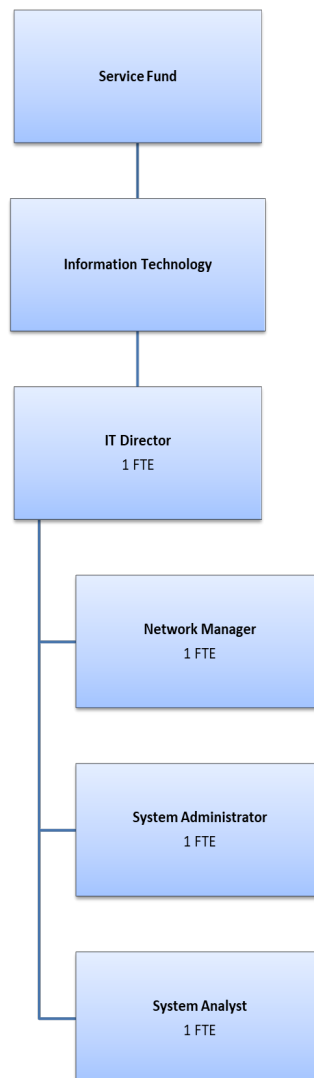 Service Fund
Information Technology
IT Director
1 FTE
Network Manager
1 FTE
System Administrator
1 FTE
System Analyst
1 FTE